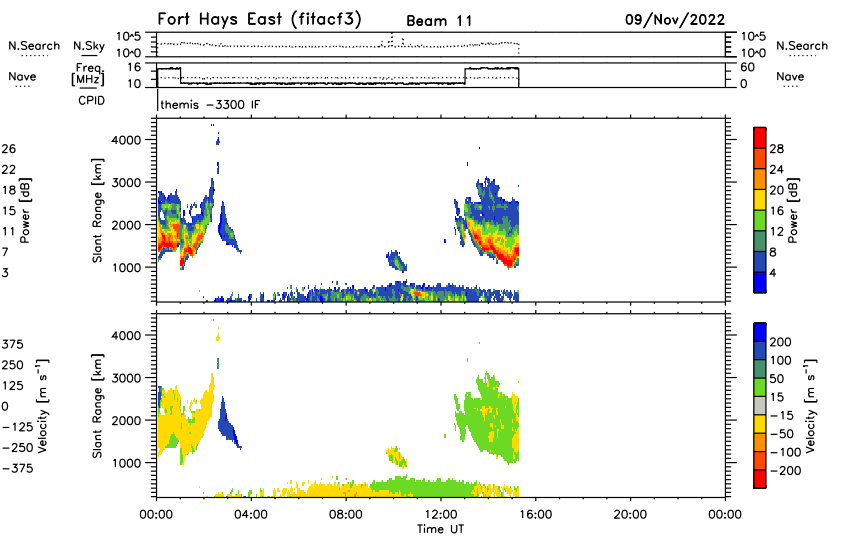 Fort Hays East (fitacf3) Beam 11 09/Nov/2022
N.Search N.Sky 10^5 10^0 10^5 10^0 N.Search
Nave Freq. [MHz] 16 10 60 0 Nave
CPID themis -3300 IF
Power [dB] 26 22 18 15 11 7 3
Slant Range [km] 4000 3000 2000 1000
28 24 20 16 12 8 4 Power [dB]
Velocity [m s⁻¹] 375 250 125 0 -125 -250 -375
Slant Range [km] 4000 3000 2000 1000
200 100 50 15 -15 -50 -100 -200 Velocity [m s⁻¹]
00:00 04:00 08:00 12:00 16:00 20:00 00:00
Time UT